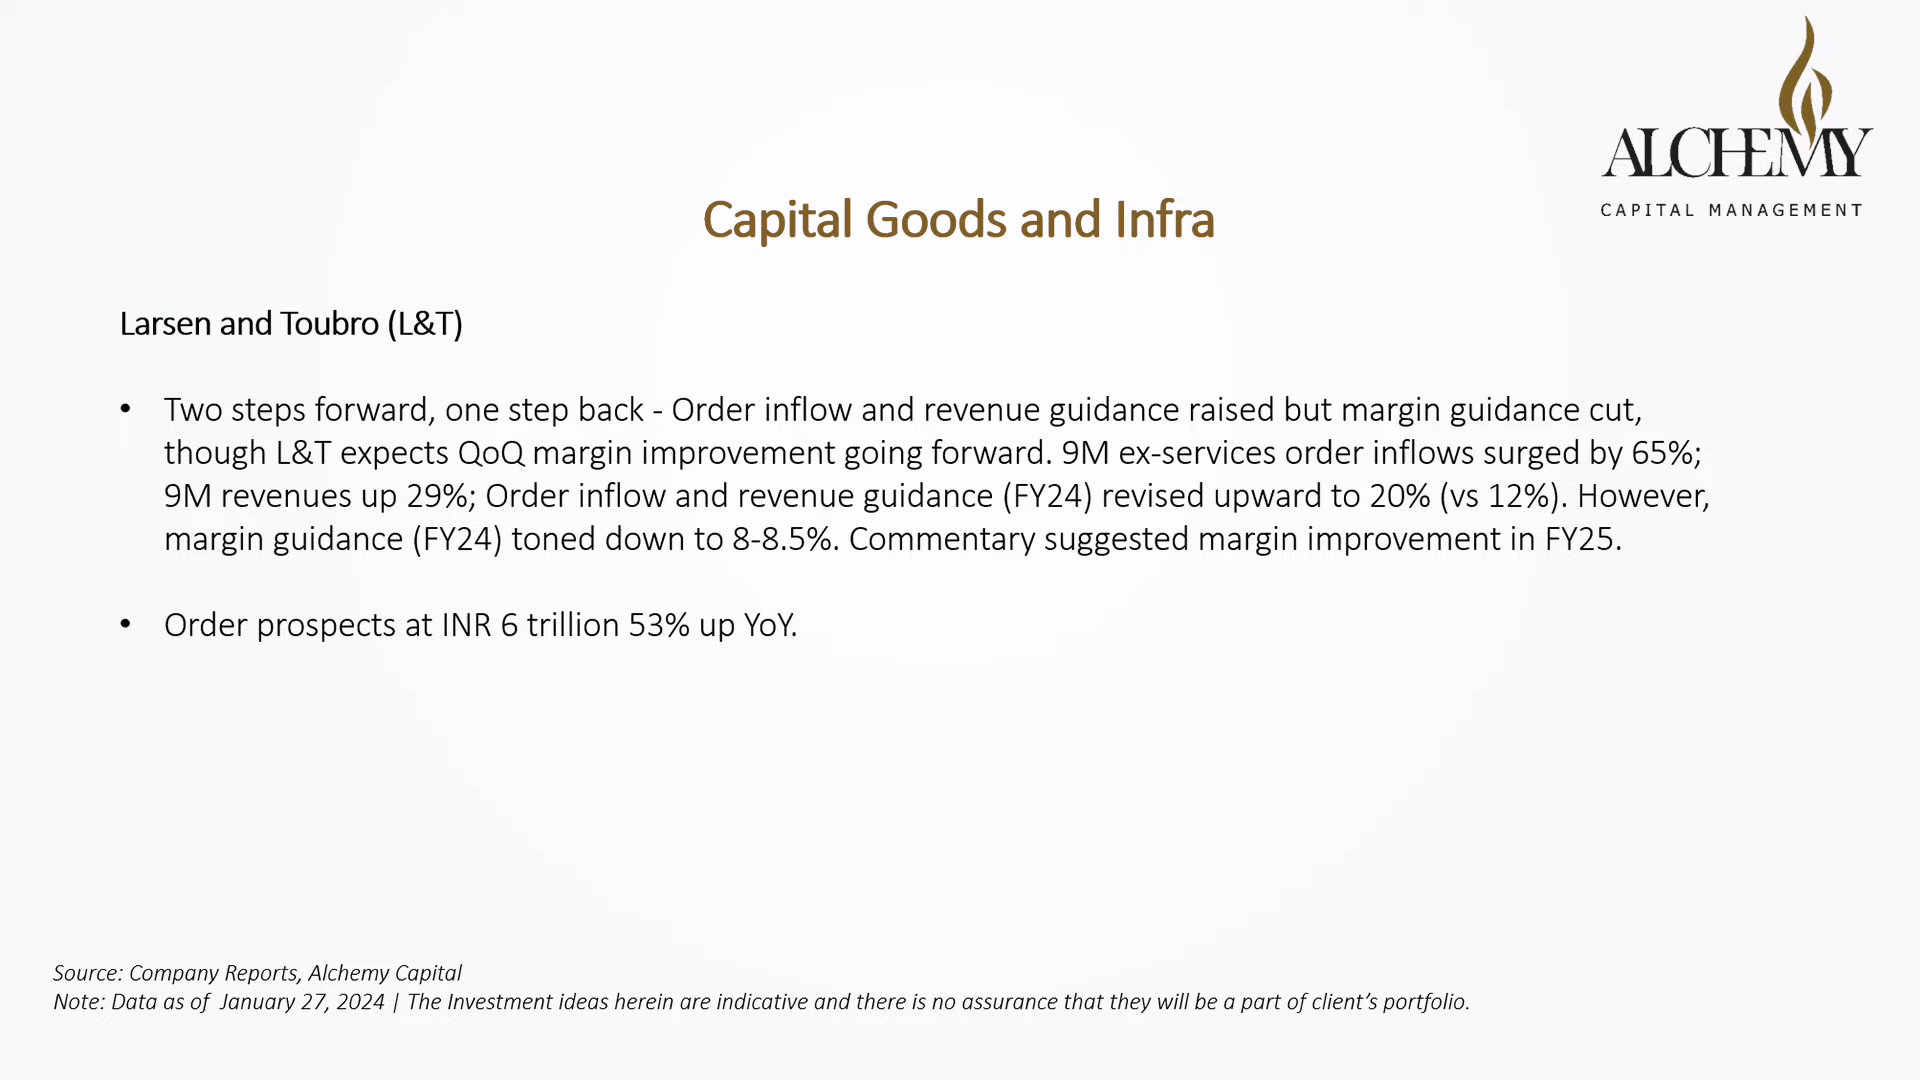 ALCHEMY
CAPITAL MANAGEMENT
Capital Goods and Infra
Larsen and Toubro (L&T)
• Two steps forward, one step back - Order inflow and revenue guidance raised but margin guidance cut,
though L&T expects QoQ margin improvement going forward. 9M ex-services order inflows surged by 65%;
9M revenues up 29%; Order inflow and revenue guidance (FY24) revised upward to 20% (vs 12%). However,
margin guidance (FY24) toned down to 8-8.5%. Commentary suggested margin improvement in FY25.
• Order prospects at INR 6 trillion 53% up YoY.
Source: Company Reports, Alchemy Capital
Note: Data as of  January 27, 2024 | The Investment ideas herein are indicative and there is no assurance that they will be a part of client’s portfolio.